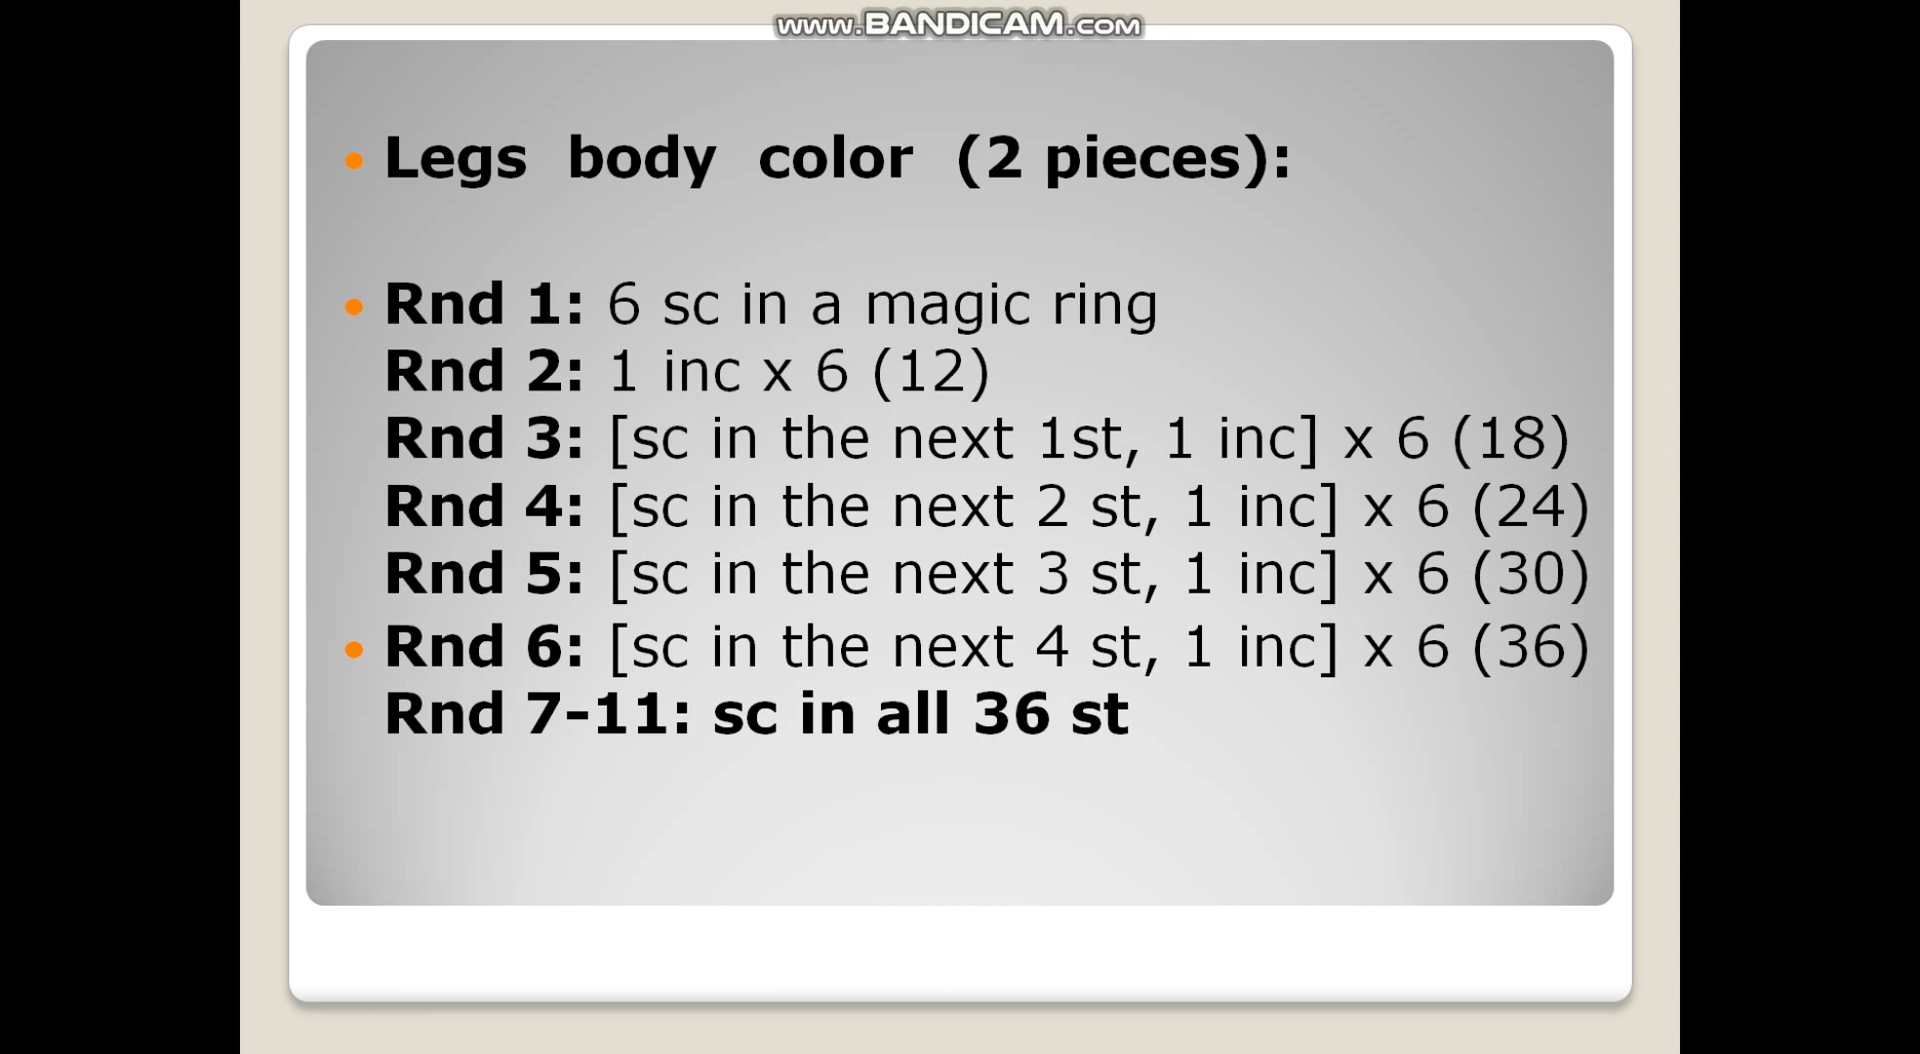 www.BANDICAM.com
Legs body color (2 pieces):
Rnd 1: 6 sc in a magic ring
Rnd 2: 1 inc x 6 (12)
Rnd 3: [sc in the next 1st, 1 inc] x 6 (18)
Rnd 4: [sc in the next 2 st, 1 inc] x 6 (24)
Rnd 5: [sc in the next 3 st, 1 inc] x 6 (30)
Rnd 6: [sc in the next 4 st, 1 inc] x 6 (36)
Rnd 7-11: sc in all 36 st